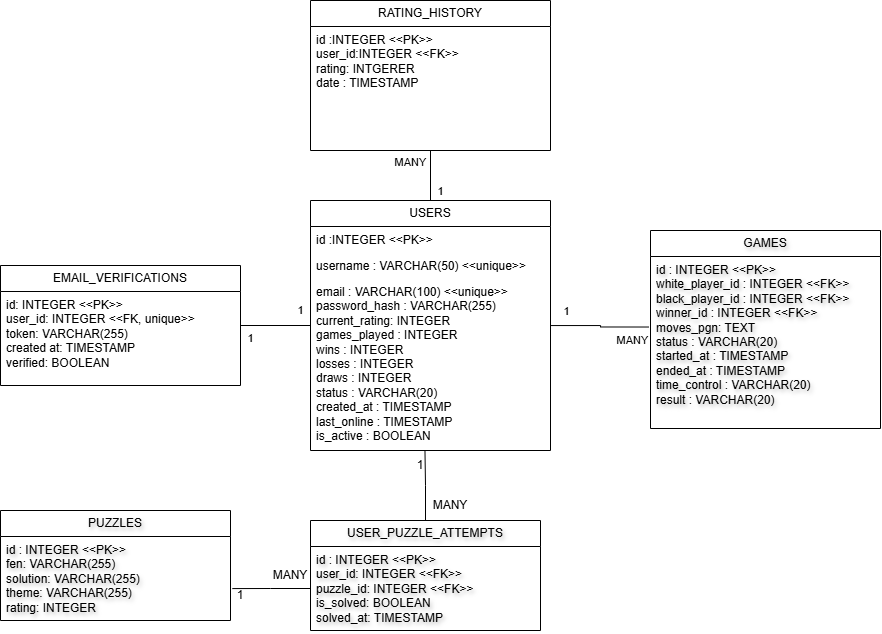 RATING_HISTORY
id :INTEGER <<PK>>
user_id:INTEGER <<FK>>
rating: INTGERER
date : TIMESTAMP
MANY
1
USERS
id :INTEGER <<PK>>
username : VARCHAR(50) <<unique>>
email : VARCHAR(100) <<unique>>
password_hash : VARCHAR(255)
current_rating: INTEGER
games_played : INTEGER
wins : INTEGER
losses : INTEGER
draws : INTEGER
status : VARCHAR(20)
created_at : TIMESTAMP
last_online : TIMESTAMP
is_active : BOOLEAN
EMAIL_VERIFICATIONS
id: INTEGER <<PK>>
user_id: INTEGER <<FK, unique>>
token: VARCHAR(255)
created at: TIMESTAMP
verified: BOOLEAN
1
1
1
MANY
GAMES
id : INTEGER <<PK>>
white_player_id : INTEGER <<FK>>
black_player_id : INTEGER <<FK>>
winner_id : INTEGER <<FK>>
moves_pgn: TEXT
status : VARCHAR(20)
started_at : TIMESTAMP
ended_at : TIMESTAMP
time_control : VARCHAR(20)
result : VARCHAR(20)
1
MANY
PUZZLES
id : INTEGER <<PK>>
fen: VARCHAR(255)
solution: VARCHAR(255)
theme: VARCHAR(255)
rating: INTEGER
1
MANY
USER_PUZZLE_ATTEMPTS
id : INTEGER <<PK>>
user_id: INTEGER <<FK>>
puzzle_id: INTEGER <<FK>>
is_solved: BOOLEAN
solved_at: TIMESTAMP